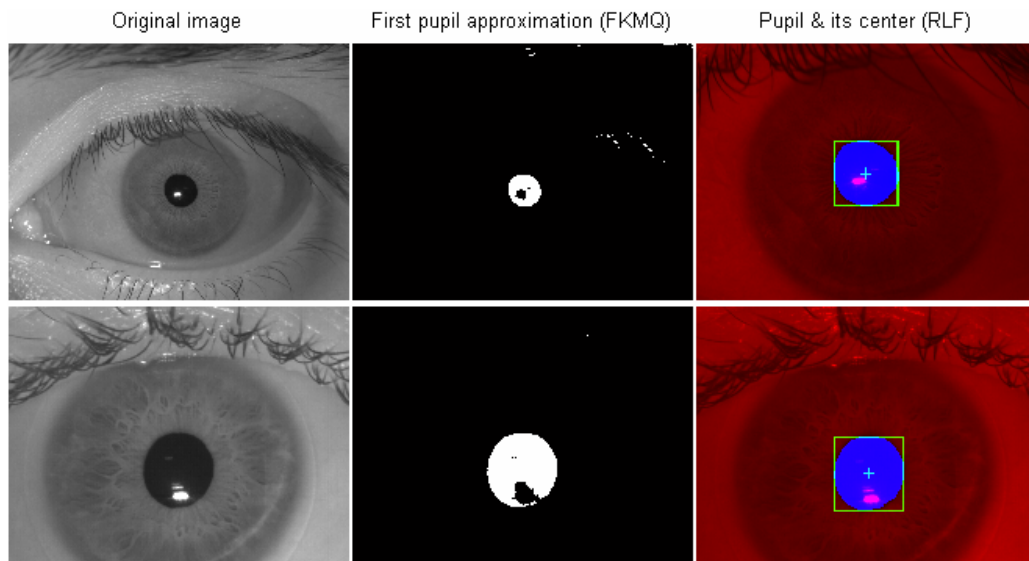 Original image
First pupil approximation (FKMQ)
Pupil & its center (RLF)